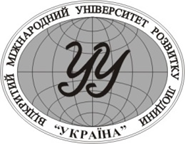 ВІДКРИТИЙ МІЖНАРОДНИЙ УНІВЕРСИТЕТ РОЗВИТКУ ЛЮДИНИ
УУ
"УКРАЇНА"